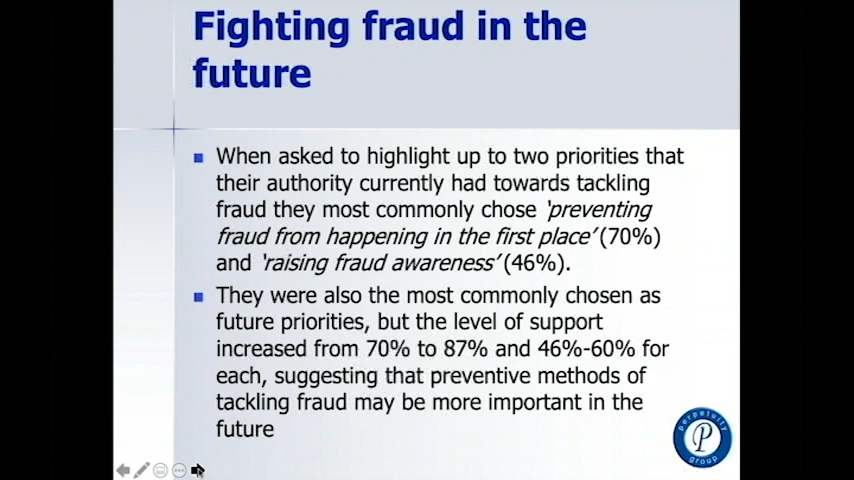 Fighting fraud in the
future
When asked to highlight up to two priorities that
their authority currently had towards tackling
fraud they most commonly chose ‘preventing
fraud from happening in the first place’ (70%)
and ‘raising fraud awareness’ (46%).
They were also the most commonly chosen as
future priorities, but the level of support
increased from 70% to 87% and 46%-60% for
each, suggesting that preventive methods of
tackling fraud may be more important in the
future
perpetuity
P
group